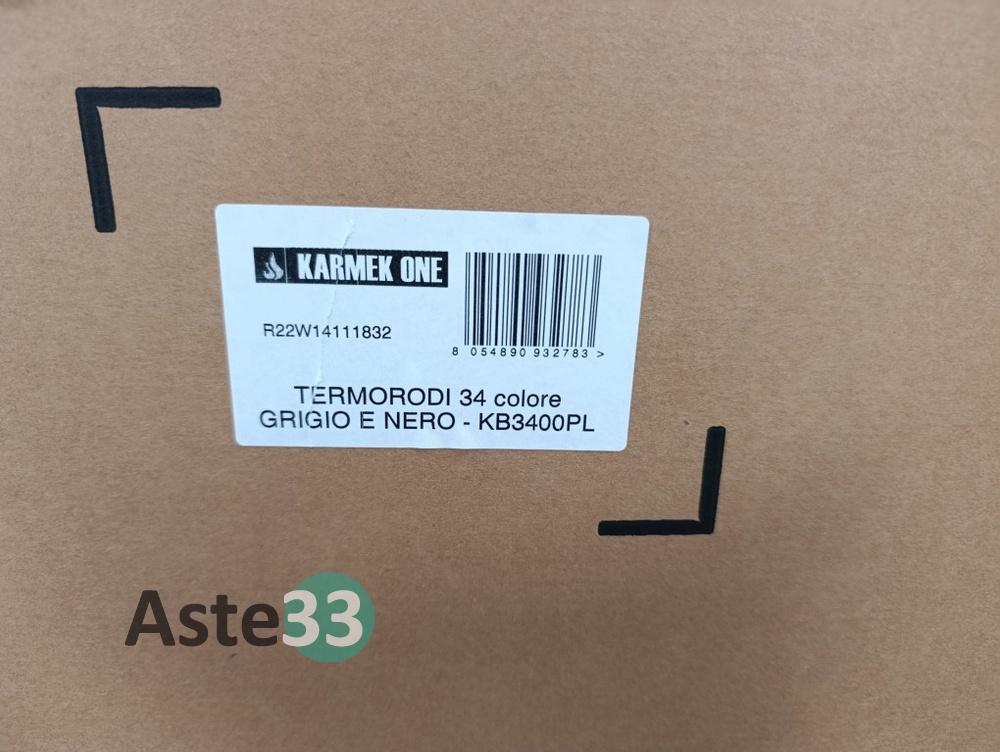 KARMEK ONE
R22W14111832
8 054890 932783 >
TERMORODI 34 colore
GRIGIO E NERO - KB3400PL
Aste33